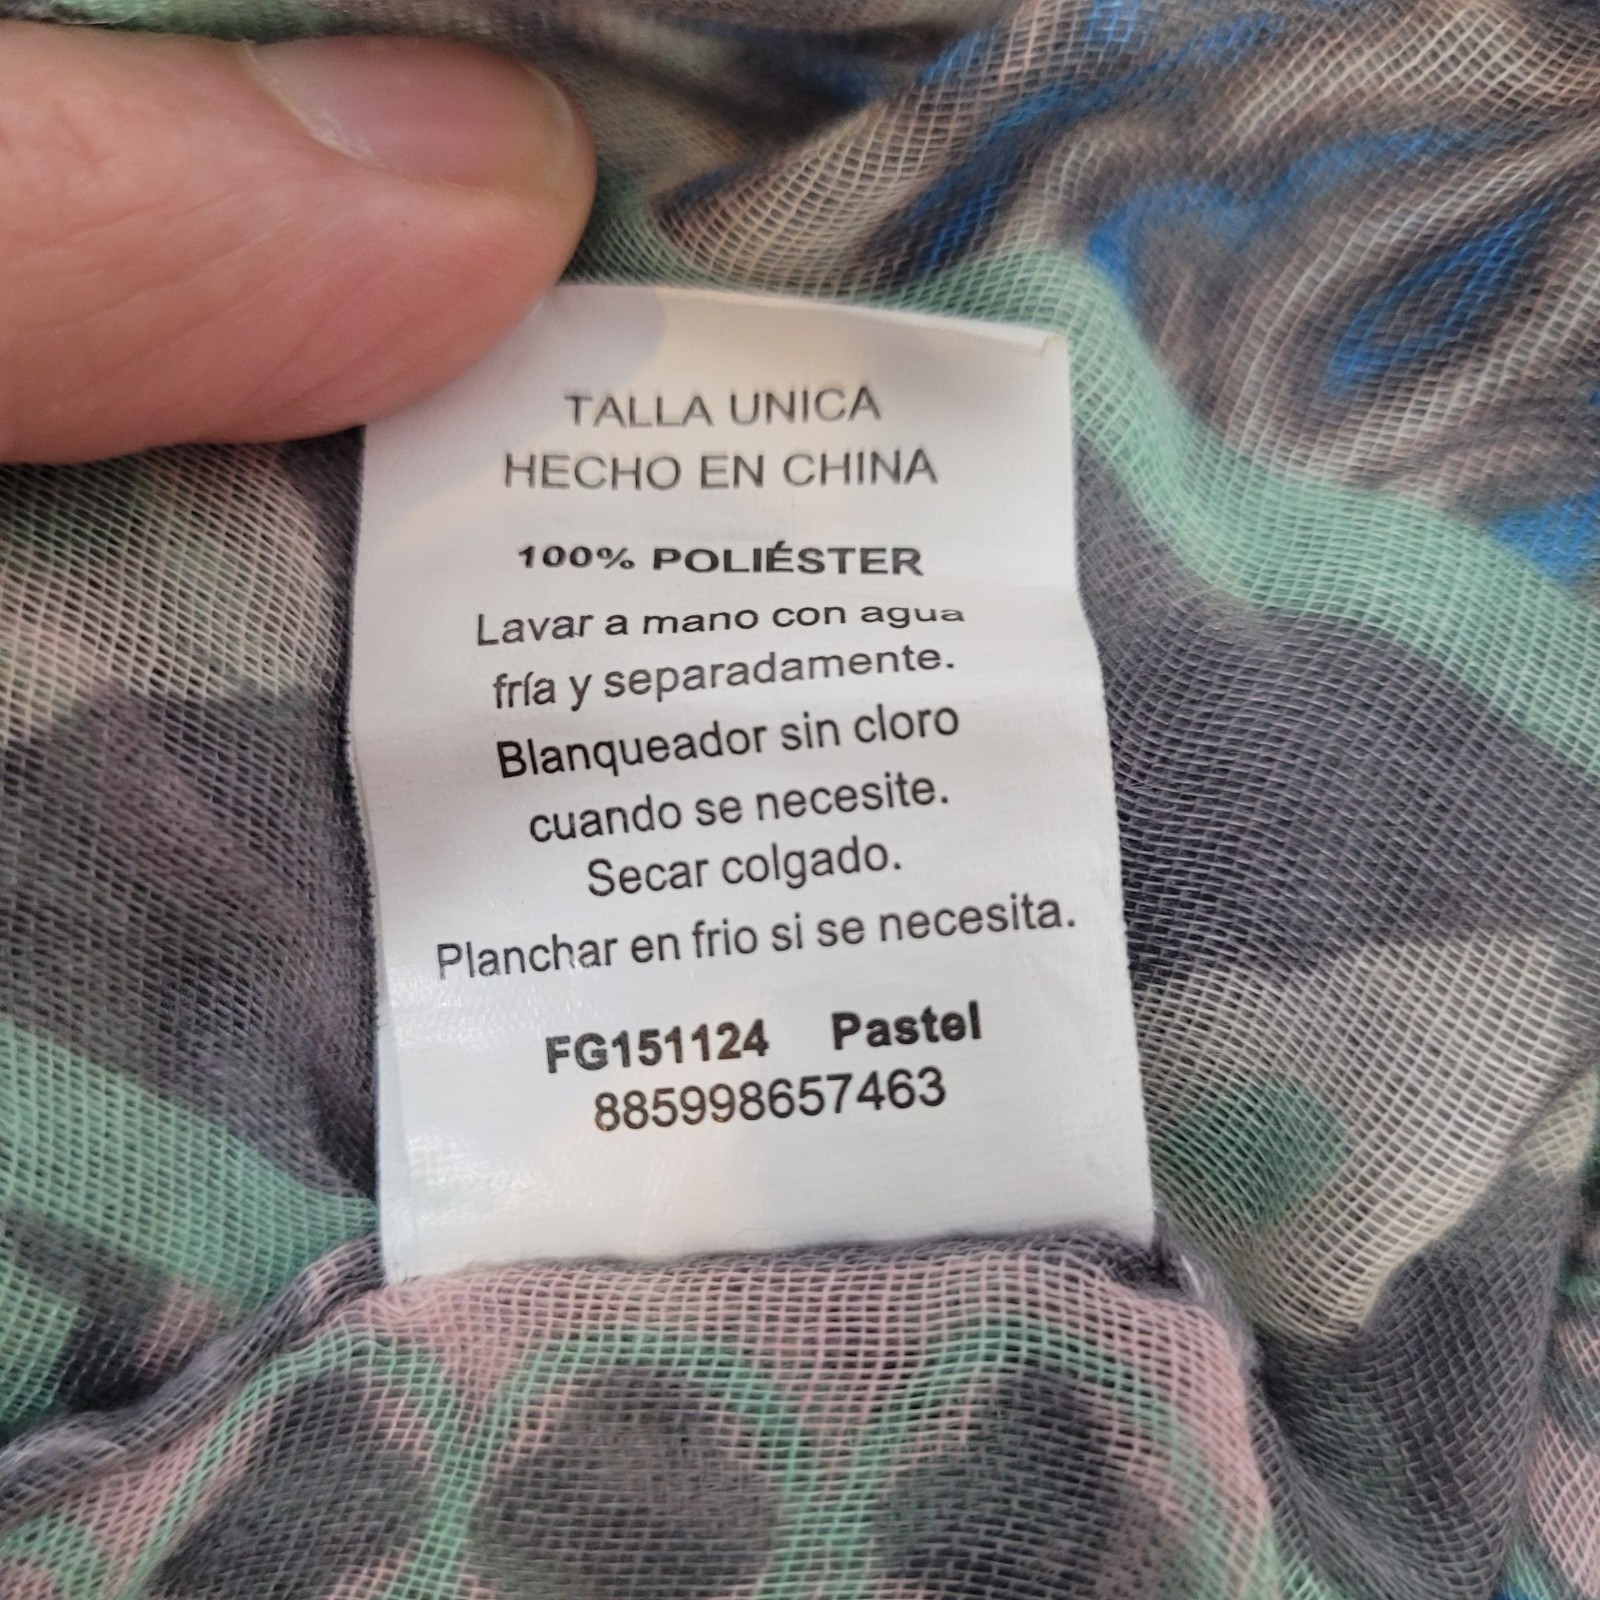 TALLA UNICA
HECHO EN CHINA
100% POLIÉSTER
Lavar a mano con agua
fría y separadamente.
Blanqueador sin cloro
cuando se necesite.
Secar colgado.
Planchar en frio si se necesita.
FG151124 Pastel
885998657463